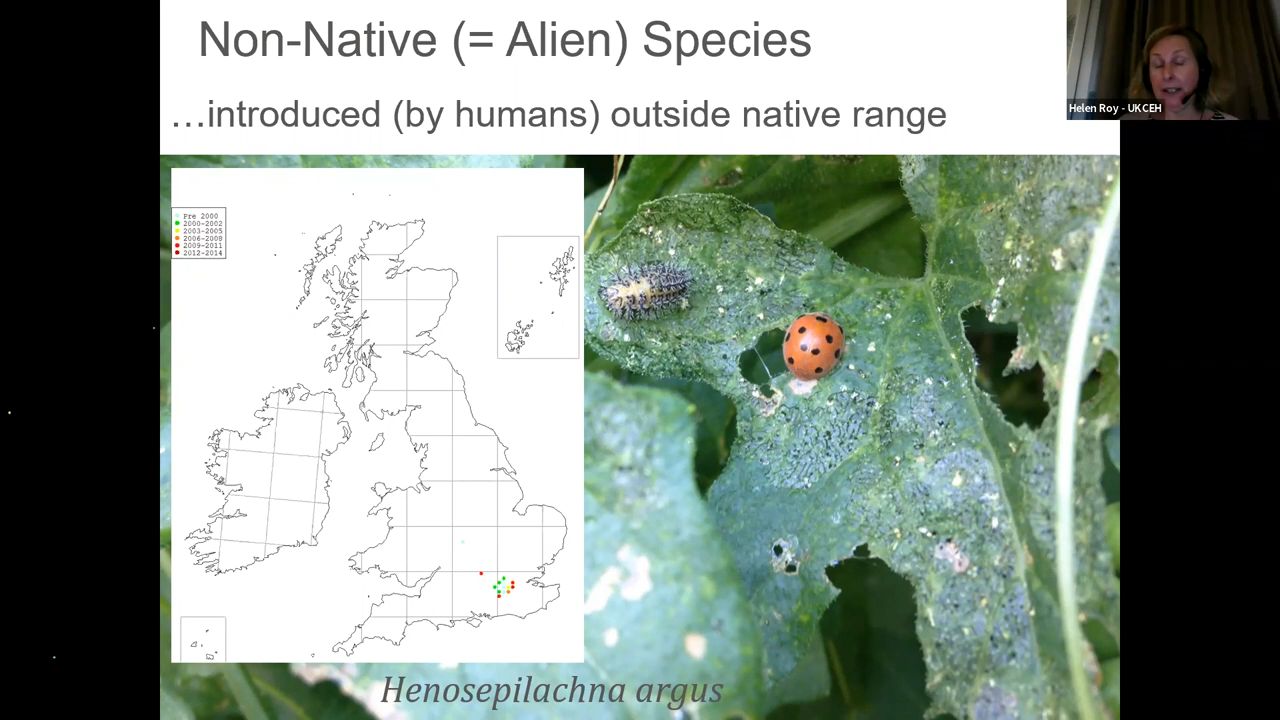 Non-Native (= Alien) Species
…introduced (by humans) outside native range
Helen Roy - UKCEH
Pre 2000
2000-2002
2003-2005
2006-2008
2009-2011
2012-2014
Henosepilachna argus